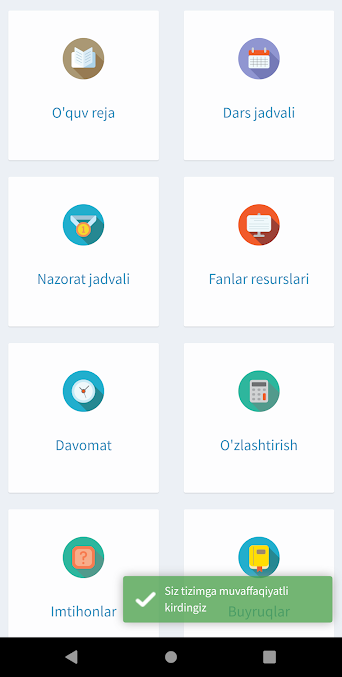 O'quv reja
Dars jadvali
Nazorat jadvali
Fanlar resurslari
Davomat
O'zlashtirish
Imtihonlar
Buyruqlar
Siz tizimga muvaffaqiyatli
kirdingiz